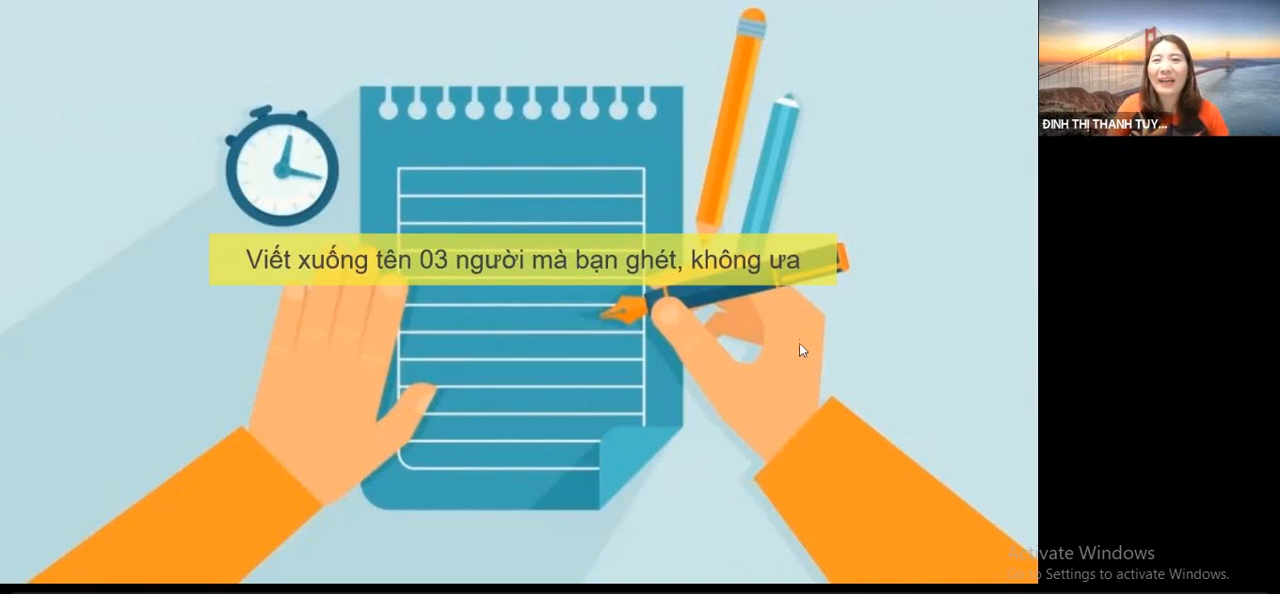 ĐINH THỊ THANH TUY...
Viết xuống tên 03 người mà bạn ghét, không ưa
Activate Windows
to Settings to activate Windows.